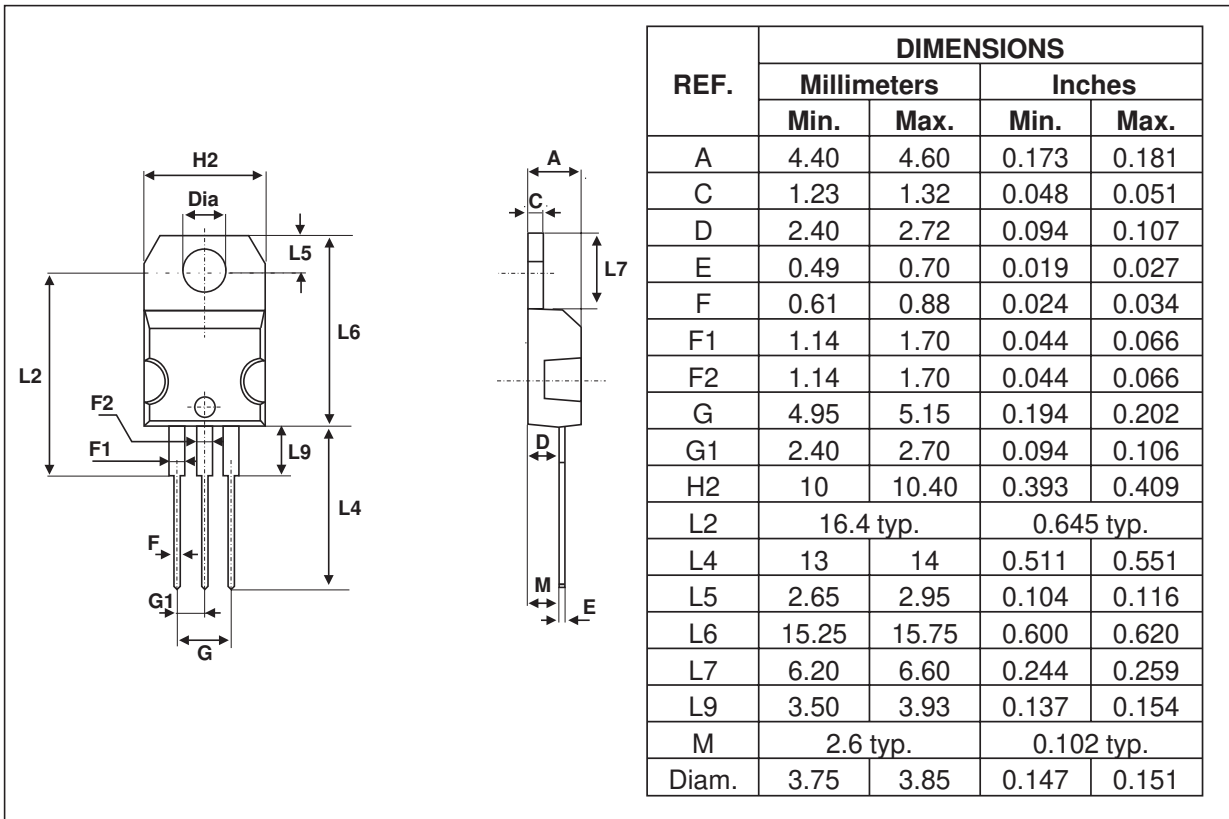 H2
Dia
L5
L6
L2
F2
F1
L9
L4
F
G1
G
A
C
L7
D
M
E
REF. DIMENSIONS
Millimeters Inches
Min. Max. Min. Max.
A 4.40 4.60 0.173 0.181
C 1.23 1.32 0.048 0.051
D 2.40 2.72 0.094 0.107
E 0.49 0.70 0.019 0.027
F 0.61 0.88 0.024 0.034
F1 1.14 1.70 0.044 0.066
F2 1.14 1.70 0.044 0.066
G 4.95 5.15 0.194 0.202
G1 2.40 2.70 0.094 0.106
H2 10 10.40 0.393 0.409
L2 16.4 typ. 0.645 typ.
L4 13 14 0.511 0.551
L5 2.65 2.95 0.104 0.116
L6 15.25 15.75 0.600 0.620
L7 6.20 6.60 0.244 0.259
L9 3.50 3.93 0.137 0.154
M 2.6 typ. 0.102 typ.
Diam. 3.75 3.85 0.147 0.151